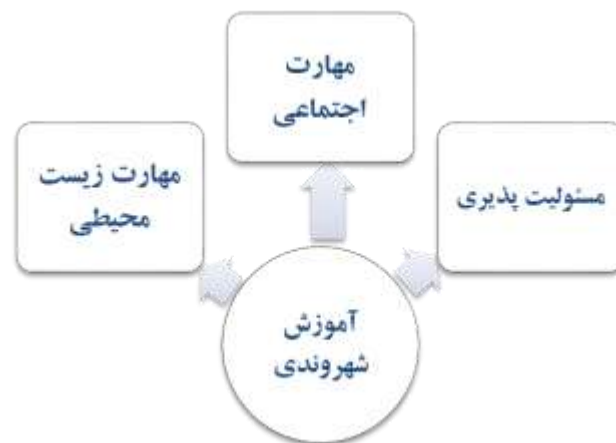 مهارت
اجتماعی
مسئولیت پذیری
مهارت زیست
محیطی
آموزش
شهروندی